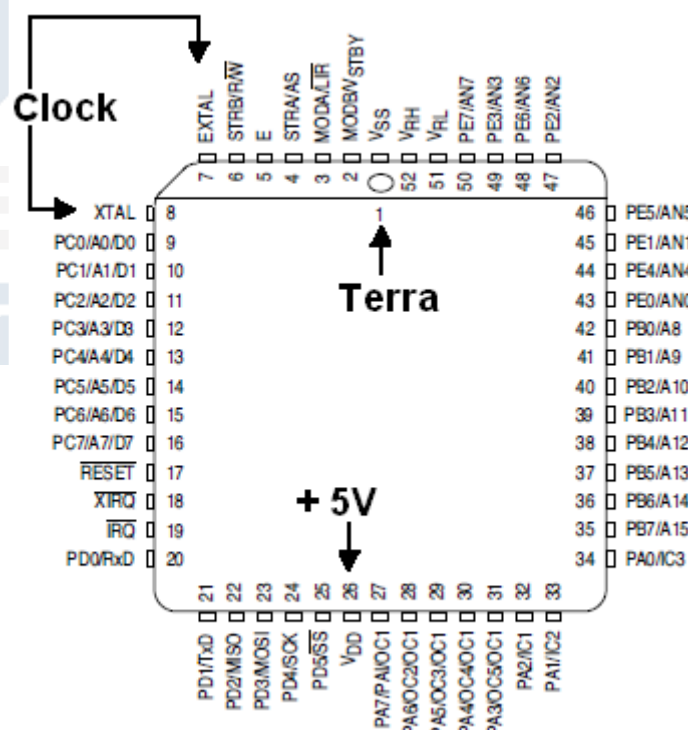 Clock
EXTAL
STRB/R/W
E
STRA/AS
MODA/LIR
MODB/VSTBY
VSS
VRH
VRL
PE7/AN7
PE3/AN3
PE6/AN6
PE2/AN2
7 6 5 4 3 2 52 51 50 49 48 47
1
Terra
XTAL 8
PC0/A0/D0 9
PC1/A1/D1 10
PC2/A2/D2 11
PC3/A3/D3 12
PC4/A4/D4 13
PC5/A5/D5 14
PC6/A6/D6 15
PC7/A7/D7 16
RESET 17
XIRQ 18
IRQ 19
PD0/RxD 20
46 PE5/AN5
45 PE1/AN1
44 PE4/AN4
43 PE0/AN0
42 PB0/A8
41 PB1/A9
40 PB2/A10
39 PB3/A11
38 PB4/A12
37 PB5/A13
36 PB6/A14
35 PB7/A15
34 PA0/IC3
+ 5V
21 22 23 24 25 26 27 28 29 30 31 32 33
PD1/TxD
PD2/MISO
PD3/MOSI
PD4/SCK
PD5/SS
VDD
PA7/PAI/OC1
PA6/OC2/OC1
PA5/OC3/OC1
PA4/OC4/OC1
PA3/OC5/OC1
PA2/IC1
PA1/IC2